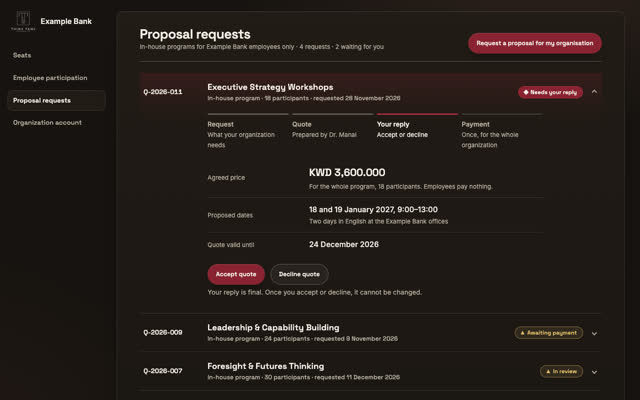 THINK FEMS
Example Bank
Seats
Employee participation
Proposal requests
Organization account
Proposal requests
In-house programs for Example Bank employees only · 4 requests · 2 waiting for you
Request a proposal for my organisation
Q-2026-011
Executive Strategy Workshops
In-house program · 18 participants · requested 28 November 2026
Needs your reply
Request
What your organization
needs
Quote
Prepared by Dr. Manal
Your reply
Accept or decline
Payment
Once, for the whole
organization
Agreed price
KWD 3,600.000
For the whole program, 18 participants. Employees pay nothing.
Proposed dates
18 and 19 January 2027, 9:00–13:00
Two days in English at the Example Bank offices
Quote valid until
24 December 2026
Accept quote
Decline quote
Your reply is final. Once you accept or decline, it cannot be changed.
Q-2026-009
Leadership & Capability Building
In-house program · 24 participants · requested 9 November 2026
Awaiting payment
Q-2026-007
Foresight & Futures Thinking
In-house program · 30 participants · requested 11 December 2026
In review